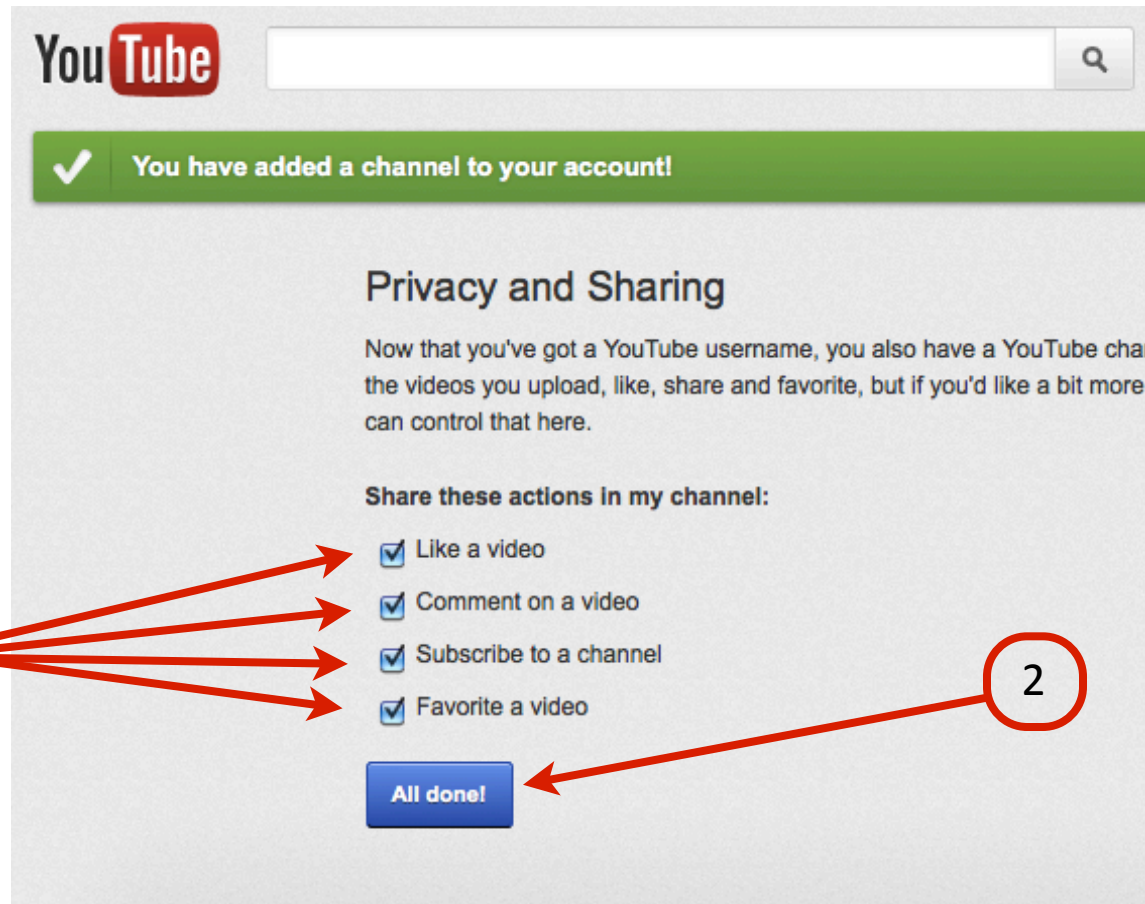 YouTube
You have added a channel to your account!
Privacy and Sharing
Now that you've got a YouTube username, you also have a YouTube
the videos you upload, like, share and favorite, but if you'd like a bit more
can control that here.
Share these actions in my channel:
Like a video
Comment on a video
Subscribe to a channel
Favorite a video
2
All done!